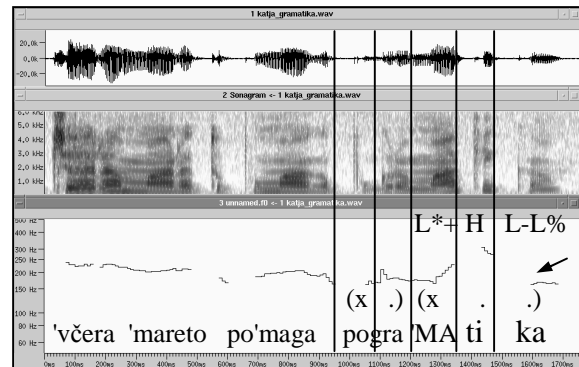 1 katja_gramatika.wav
20.0k
0.0k
-20.0k
2 Sonagram <- 1 katja_gramatika.wav
6.0 kHz
5.0 kHz
4.0 kHz
3.0 kHz
2.0 kHz
1.0 kHz
3 unnamed.f0 <- 1 katja_gramatika.wav
500 Hz
400 Hz
L*+ H L-L%
300 Hz
250 Hz
200 Hz
150 Hz
(x .) (x . .)
100 Hz
80 Hz
'včera 'mareto po'maga pogra 'MA ti ka
60 Hz
0ms 100ms 200ms 300ms 400ms 500ms 600ms 700ms 800ms 900ms 1000ms 1100ms 1200ms 1300ms 1400ms 1500ms 1600ms 1700ms